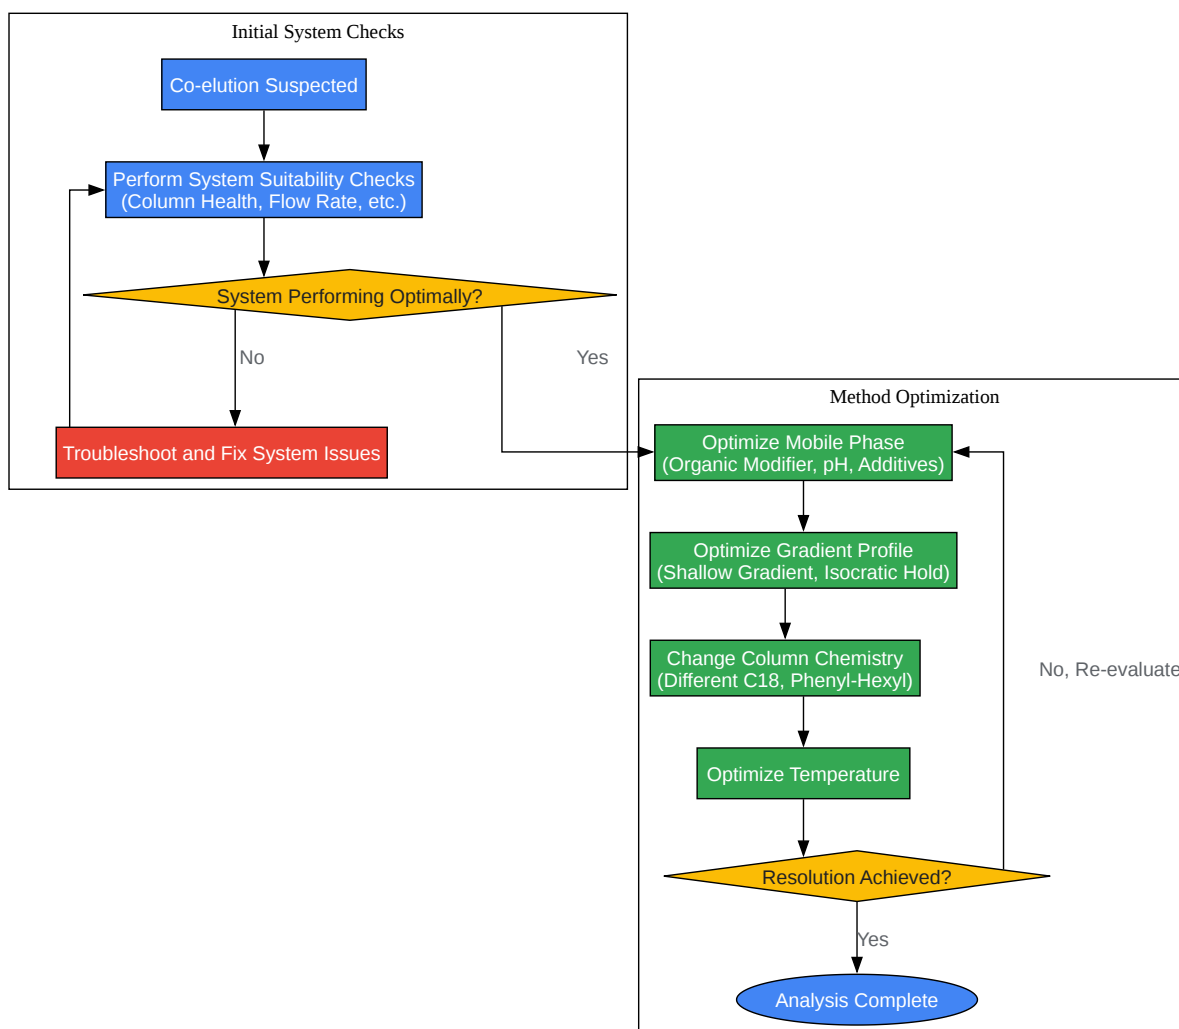 Initial System Checks
Co-elution Suspected
Perform System Suitability Checks
(Column Health, Flow Rate, etc.)
System Performing Optimally?
No
Yes
Troubleshoot and Fix System Issues
Method Optimization
Optimize Mobile Phase
(Organic Modifier, pH, Additives)
Optimize Gradient Profile
(Shallow Gradient, Isocratic Hold)
Change Column Chemistry
(Different C18, Phenyl-Hexyl)
No, Re-evaluate
Optimize Temperature
Resolution Achieved?
Yes
Analysis Complete